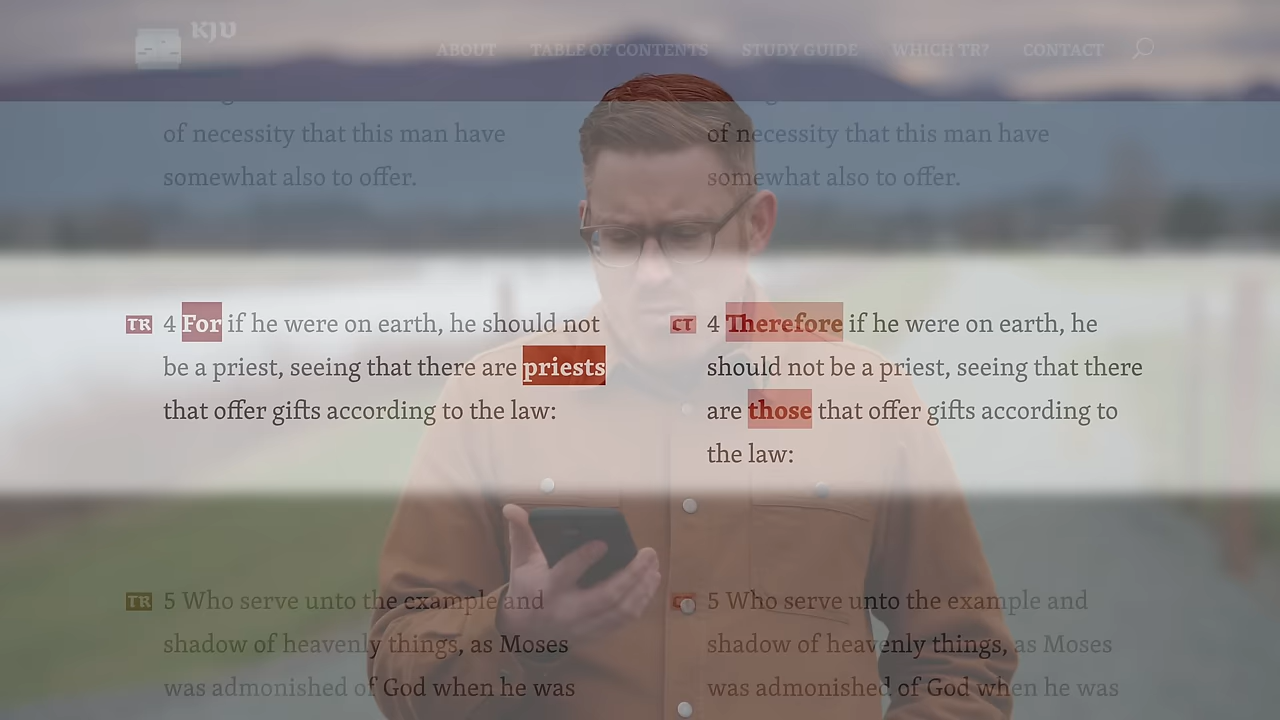 KJV
ABOUT TABLE OF CONTENTS STUDY GUIDE WHICH TR? CONTACT
of necessity that this man have
somewhat also to offer.
TR 4 For if he were on earth, he should not
be a priest, seeing that there are priests
that offer gifts according to the law:
TR 5 Who serve unto the example and
shadow of heavenly things, as Moses
was admonished of God when he was
of necessity that this man have
somewhat also to offer.
CT 4 Therefore if he were on earth, he
should not be a priest, seeing that there
are those that offer gifts according to
the law:
5 Who serve unto the example and
shadow of heavenly things, as Moses
was admonished of God when he was